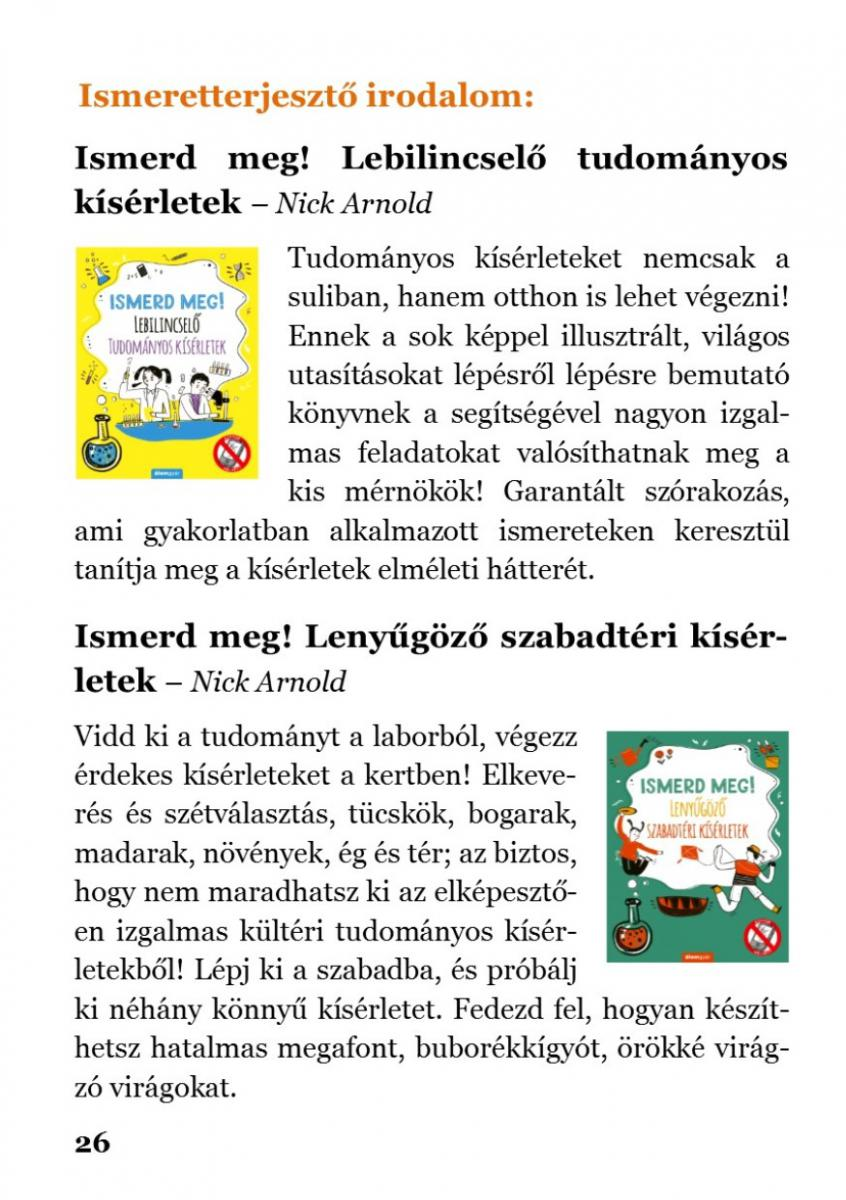 Ismeretterjesztő irodalom:
Ismerd meg! Lebilincselő tudományos
kísérletek – Nick Arnold
ISMERD MEG!
LEBILINCSELŐ
TUDOMÁNYOS KÍSÉRLETEK
álomgyár
Tudományos kísérleteket nemcsak a
suliban, hanem otthon is lehet végezni!
Ennek a sok képpel illusztrált, világos
utasításokat lépésről lépésre bemutató
könyvnek a segítségével nagyon izgal-
mas feladatokat valósíthatnak meg a
kis mérnökök! Garantált szórakozás,
ami gyakorlatban alkalmazott ismereteken keresztül
tanítja meg a kísérletek elméleti hátterét.
Ismerd meg! Lenyűgöző szabadtéri kísér-
letek – Nick Arnold
Vidd ki a tudományt a laborból, végezz
érdekes kísérleteket a kertben! Elkeve-
rés és szétválasztás, tücskök, bogarak,
madarak, növények, ég és tér; az biztos,
hogy nem maradhatsz ki az elképesztő-
en izgalmas kültéri tudományos kísér-
letekből! Lépj ki a szabadba, és próbálj
ki néhány könnyű kísérletet. Fedezd fel, hogyan készít-
hetsz hatalmas megafont, buborékkígyót, örökké virág-
zó virágokat.
ISMERD MEG!
LENYŰGÖZŐ
SZABADTÉRI KÍSÉRLETEK
álomgyár
26